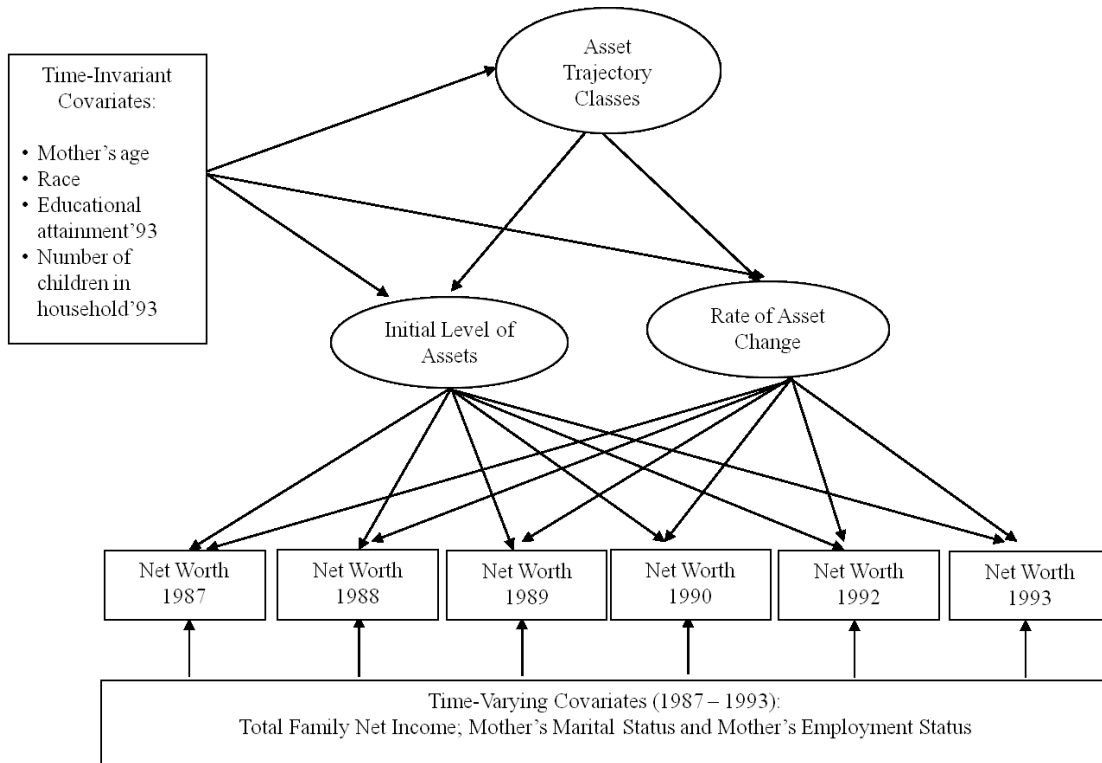 Asset
Trajectory
Classes
Time-Invariant
Covariates:
• Mother's age
• Race
• Educational
attainment'93
• Number of
children in
household'93
Initial Level of
Assets
Rate of Asset
Change
Net Worth
1987
Net Worth
1988
Net Worth
1989
Net Worth
1990
Net Worth
1992
Net Worth
1993
Time-Varying Covariates (1987 – 1993):
Total Family Net Income; Mother's Marital Status and Mother's Employment Status